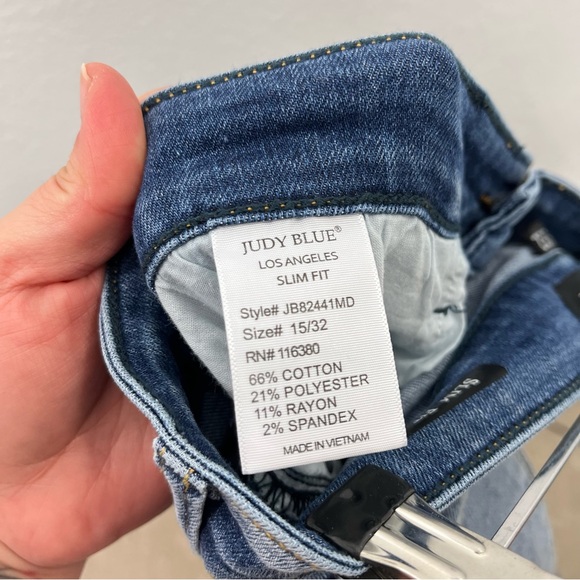 JUDY BLUE®
LOS ANGELES
SLIM FIT
Style# JB82441MD
Size# 15/32
RN# 116380
66% COTTON
21% POLYESTER
11% RAYON
2% SPANDEX
MADE IN VIETNAM